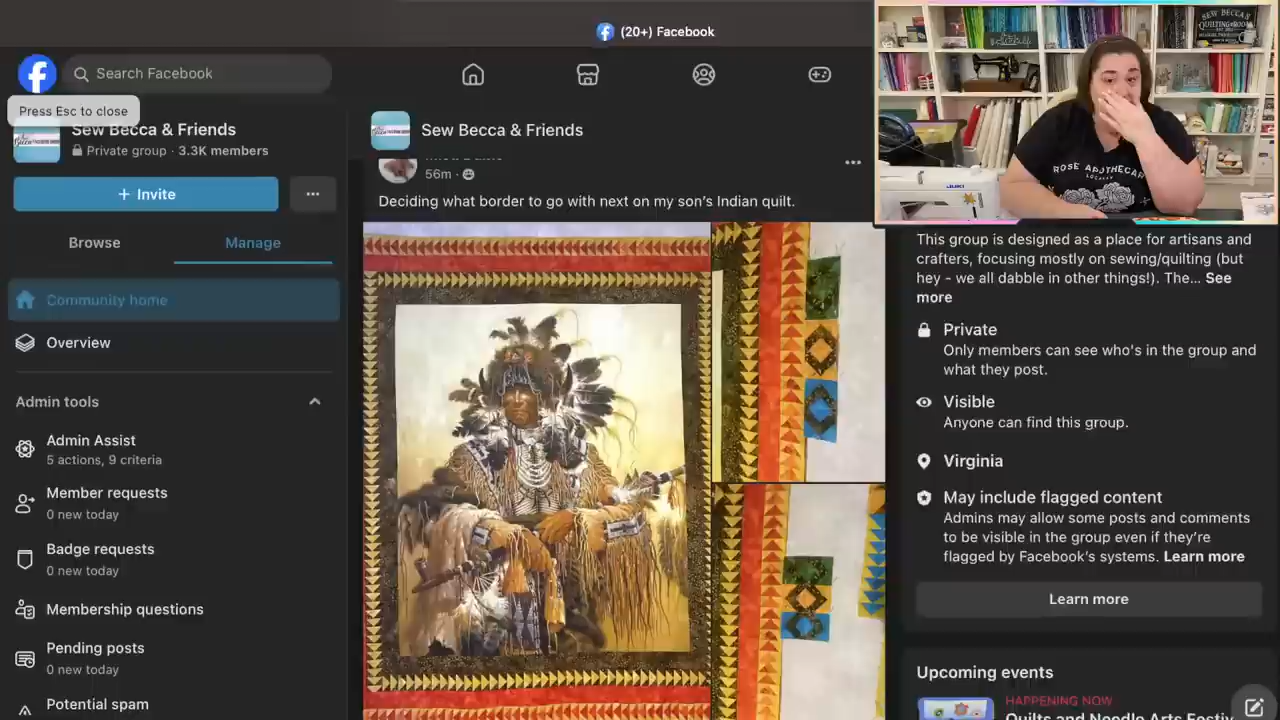 (20+) Facebook
Search Facebook
Press Esc to close
Sew Becca & Friends
Private group · 3.3K members
+ Invite
Browse
Manage
Community home
Overview
Admin tools
Admin Assist
5 actions, 9 criteria
Member requests
0 new today
Badge requests
0 new today
Membership questions
Pending posts
0 new today
Potential spam
Sew Becca & Friends
56m ·
Deciding what border to go with next on my son's Indian quilt.
SEW BECCA'S
QUILTING ROOM
JUKI
ROSE APOTHECARY
This group is designed as a place for artisans and
crafters, focusing mostly on sewing/quilting (but
hey - we all dabble in other things!). The... See
more
Private
Only members can see who's in the group and
what they post.
Visible
Anyone can find this group.
Virginia
May include flagged content
Admins may allow some posts and comments
to be visible in the group even if they're
flagged by Facebook's systems. Learn more
Learn more
Upcoming events
HAPPENING NOW